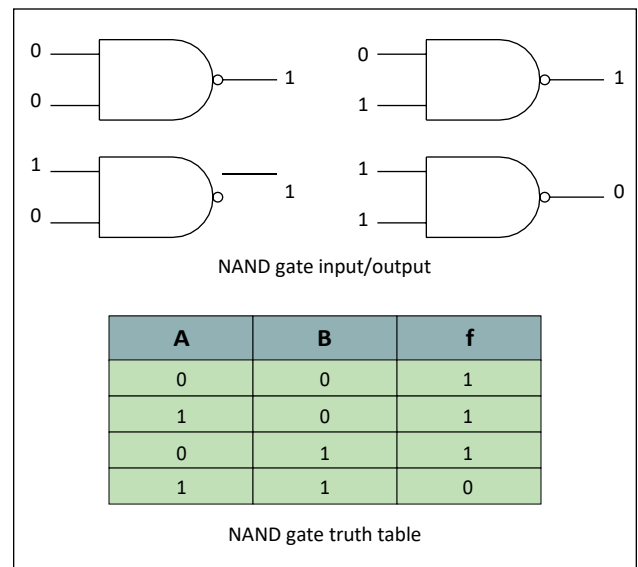 0 1 0 1
0 1
1 1 1 0
0 1
NAND gate input/output
A B f
0 0 1
1 0 1
0 1 1
1 1 0
NAND gate truth table